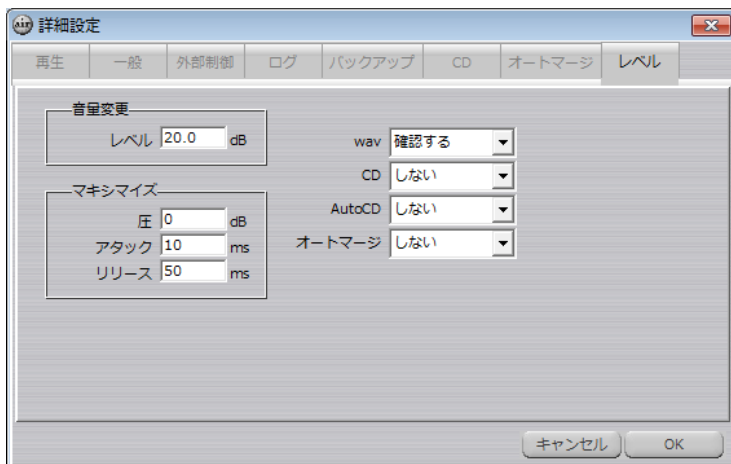 AIR 詳細設定
再生 一般 外部制御 ログ バックアップ CD オートマージ レベル
音量変更
レベル 20.0 dB
マキシマイズ
圧 0 dB
アタック 10 ms
リリース 50 ms
wav 確認する
CD しない
AutoCD しない
オートマージ しない
キャンセル OK